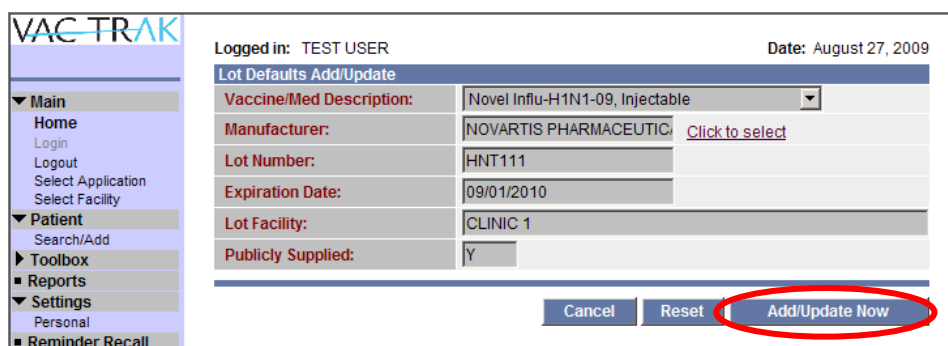 VACTRAK
Logged in: TEST USER Date: August 27, 2009
Lot Defaults Add/Update
Vaccine/Med Description: Novel Influ-H1N1-09, Injectable
Manufacturer: NOVARTIS PHARMACEUTICA Click to select
Lot Number: HNT111
Expiration Date: 09/01/2010
Lot Facility: CLINIC 1
Publicly Supplied: Y
Cancel Reset Add/Update Now
Main
Home
Login
Logout
Select Application
Select Facility
Patient
Search/Add
Toolbox
Reports
Settings
Personal
Reminder Recall